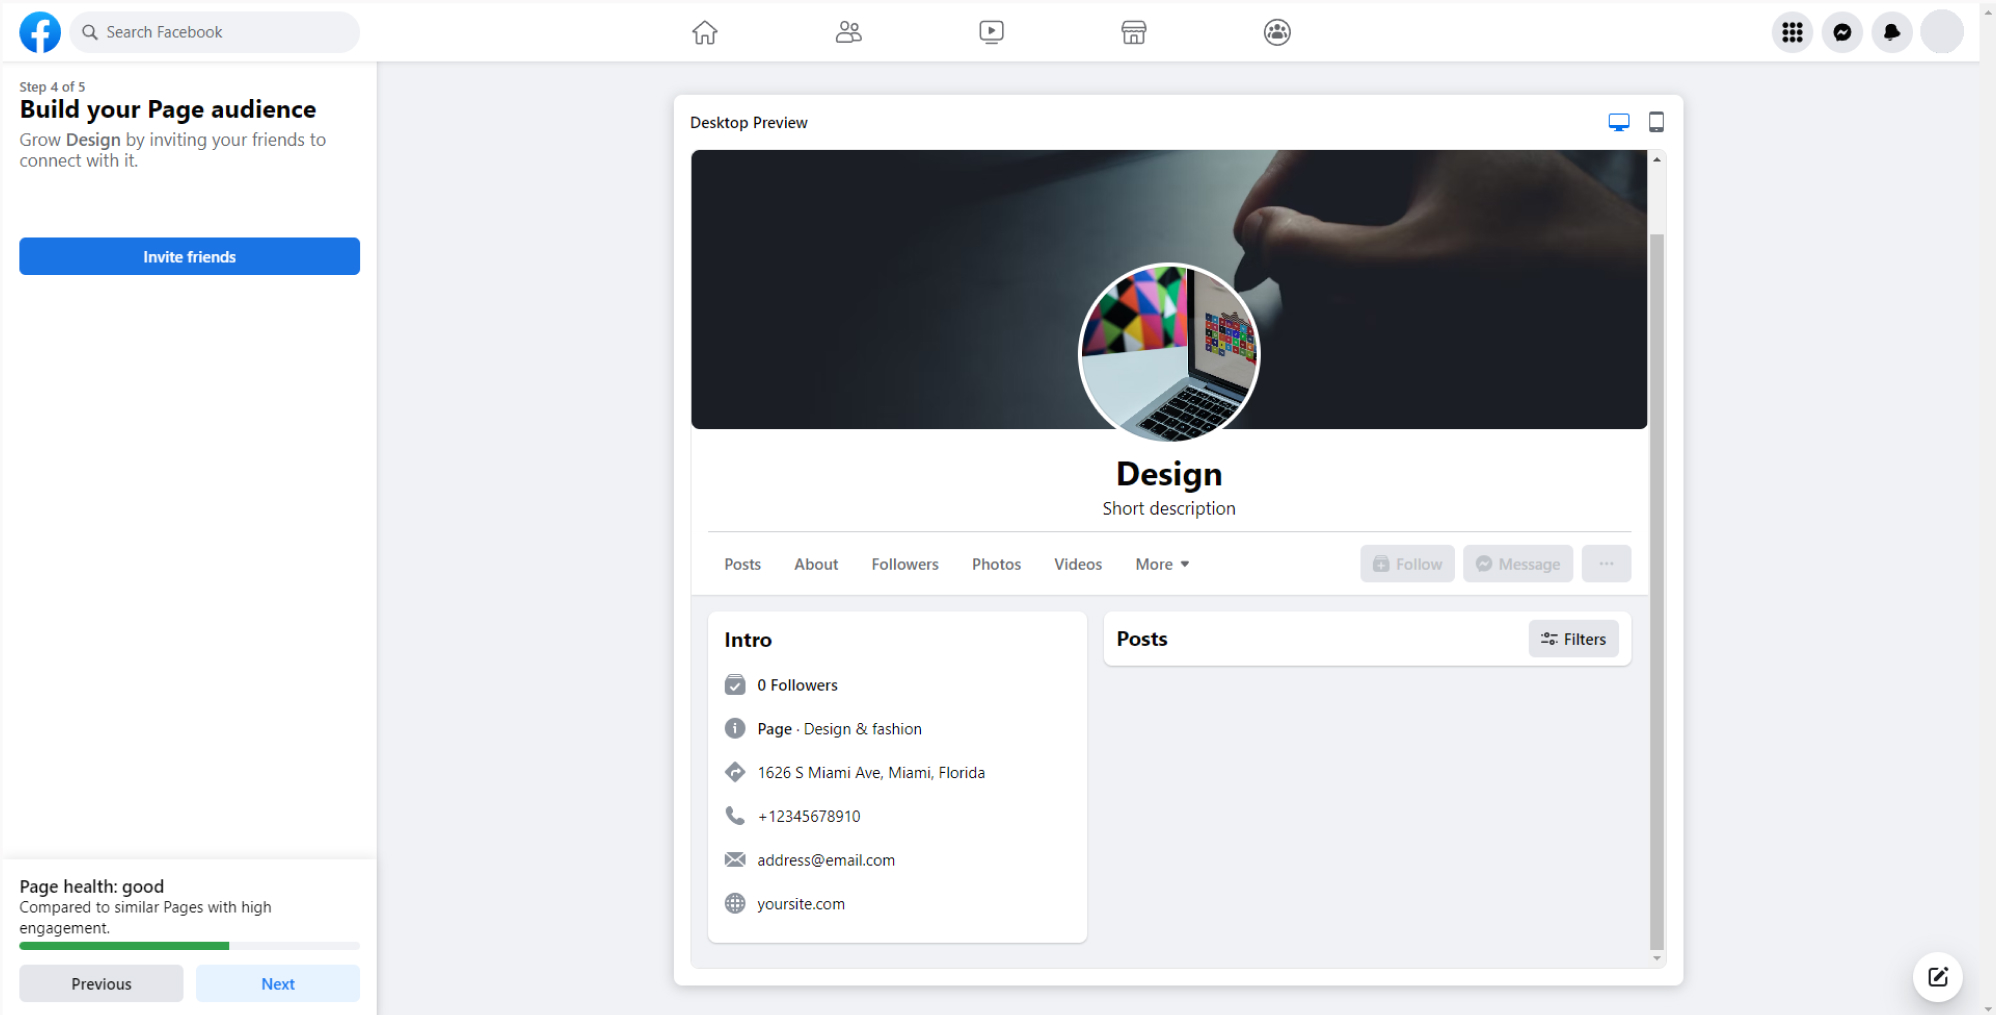 Search Facebook
Step 4 of 5
Build your Page audience
Grow Design by inviting your friends to
connect with it.
Invite friends
Page health: good
Compared to similar Pages with high
engagement.
Previous
Next
Desktop Preview
Design
Short description
Posts
About
Followers
Photos
Videos
More
Follow
Message
Intro
0 Followers
Page · Design & fashion
1626 S Miami Ave, Miami, Florida
+12345678910
address@email.com
yoursite.com
Posts
Filters